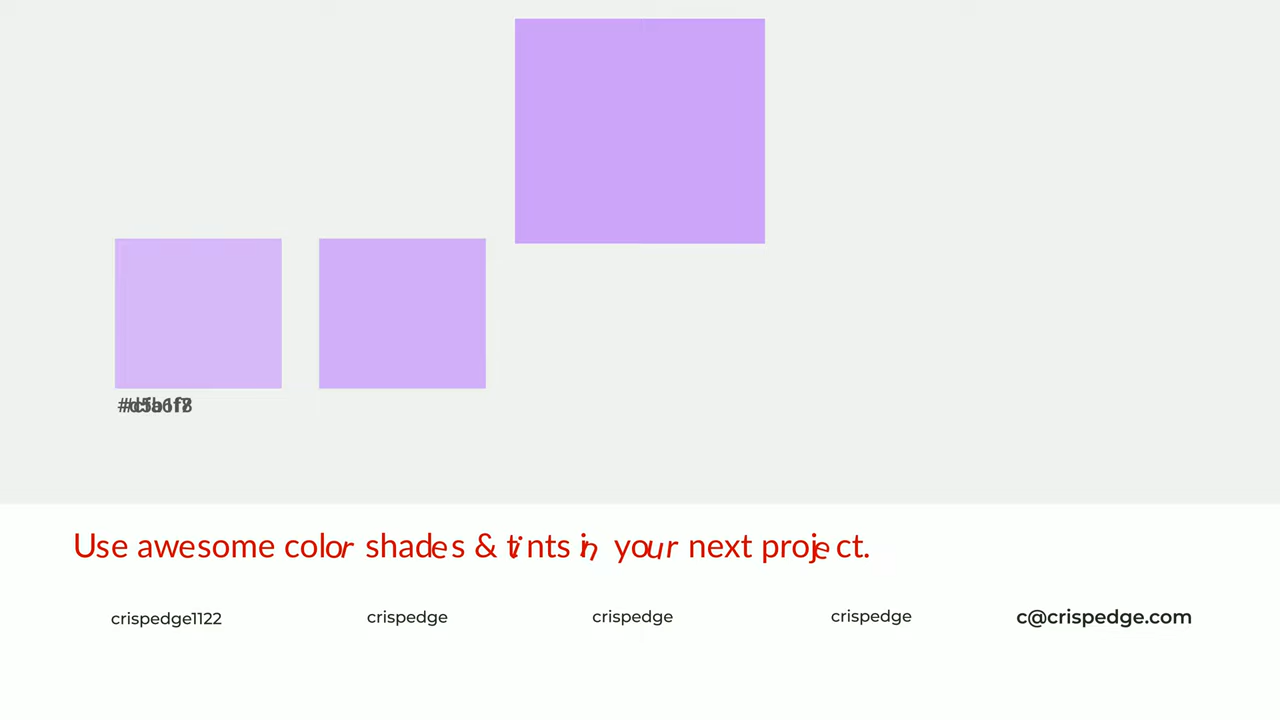 Use awesome color shades & tints in your next project.
crispedge1122 crispedge crispedge crispedge c@crispedge.com